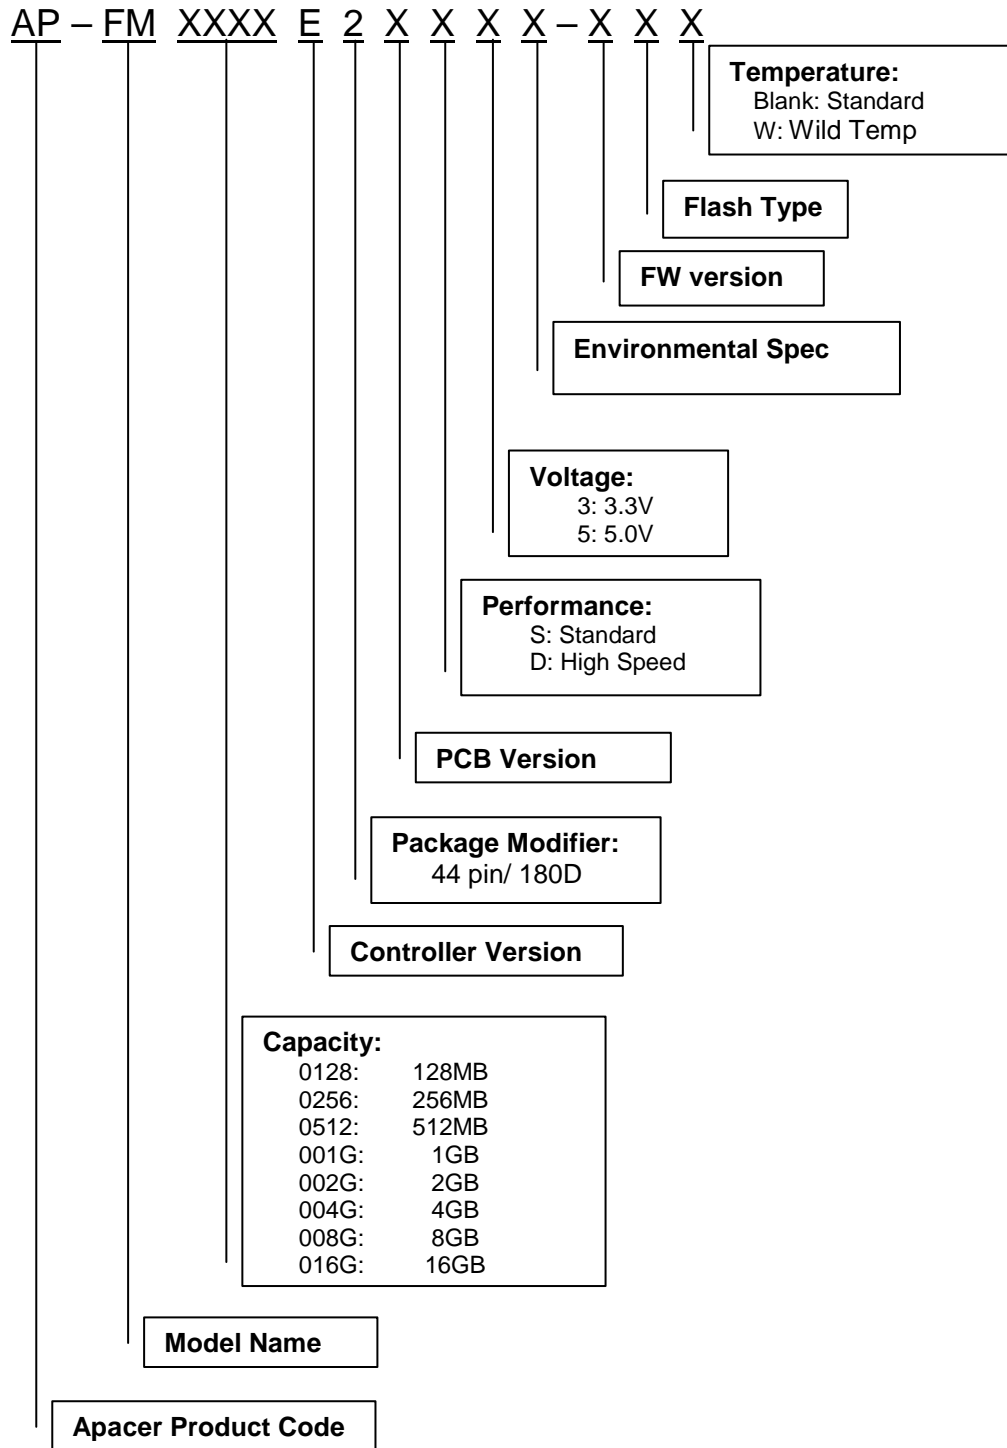 AP – FM XXXX E 2 X X X X – X X X
Temperature:
Blank: Standard
W: Wild Temp
Flash Type
FW version
Environmental Spec
Voltage:
3: 3.3V
5: 5.0V
Performance:
S: Standard
D: High Speed
PCB Version
Package Modifier:
44 pin/ 180D
Controller Version
Capacity:
0128: 128MB
0256: 256MB
0512: 512MB
001G: 1GB
002G: 2GB
004G: 4GB
008G: 8GB
016G: 16GB
Model Name
Apacer Product Code